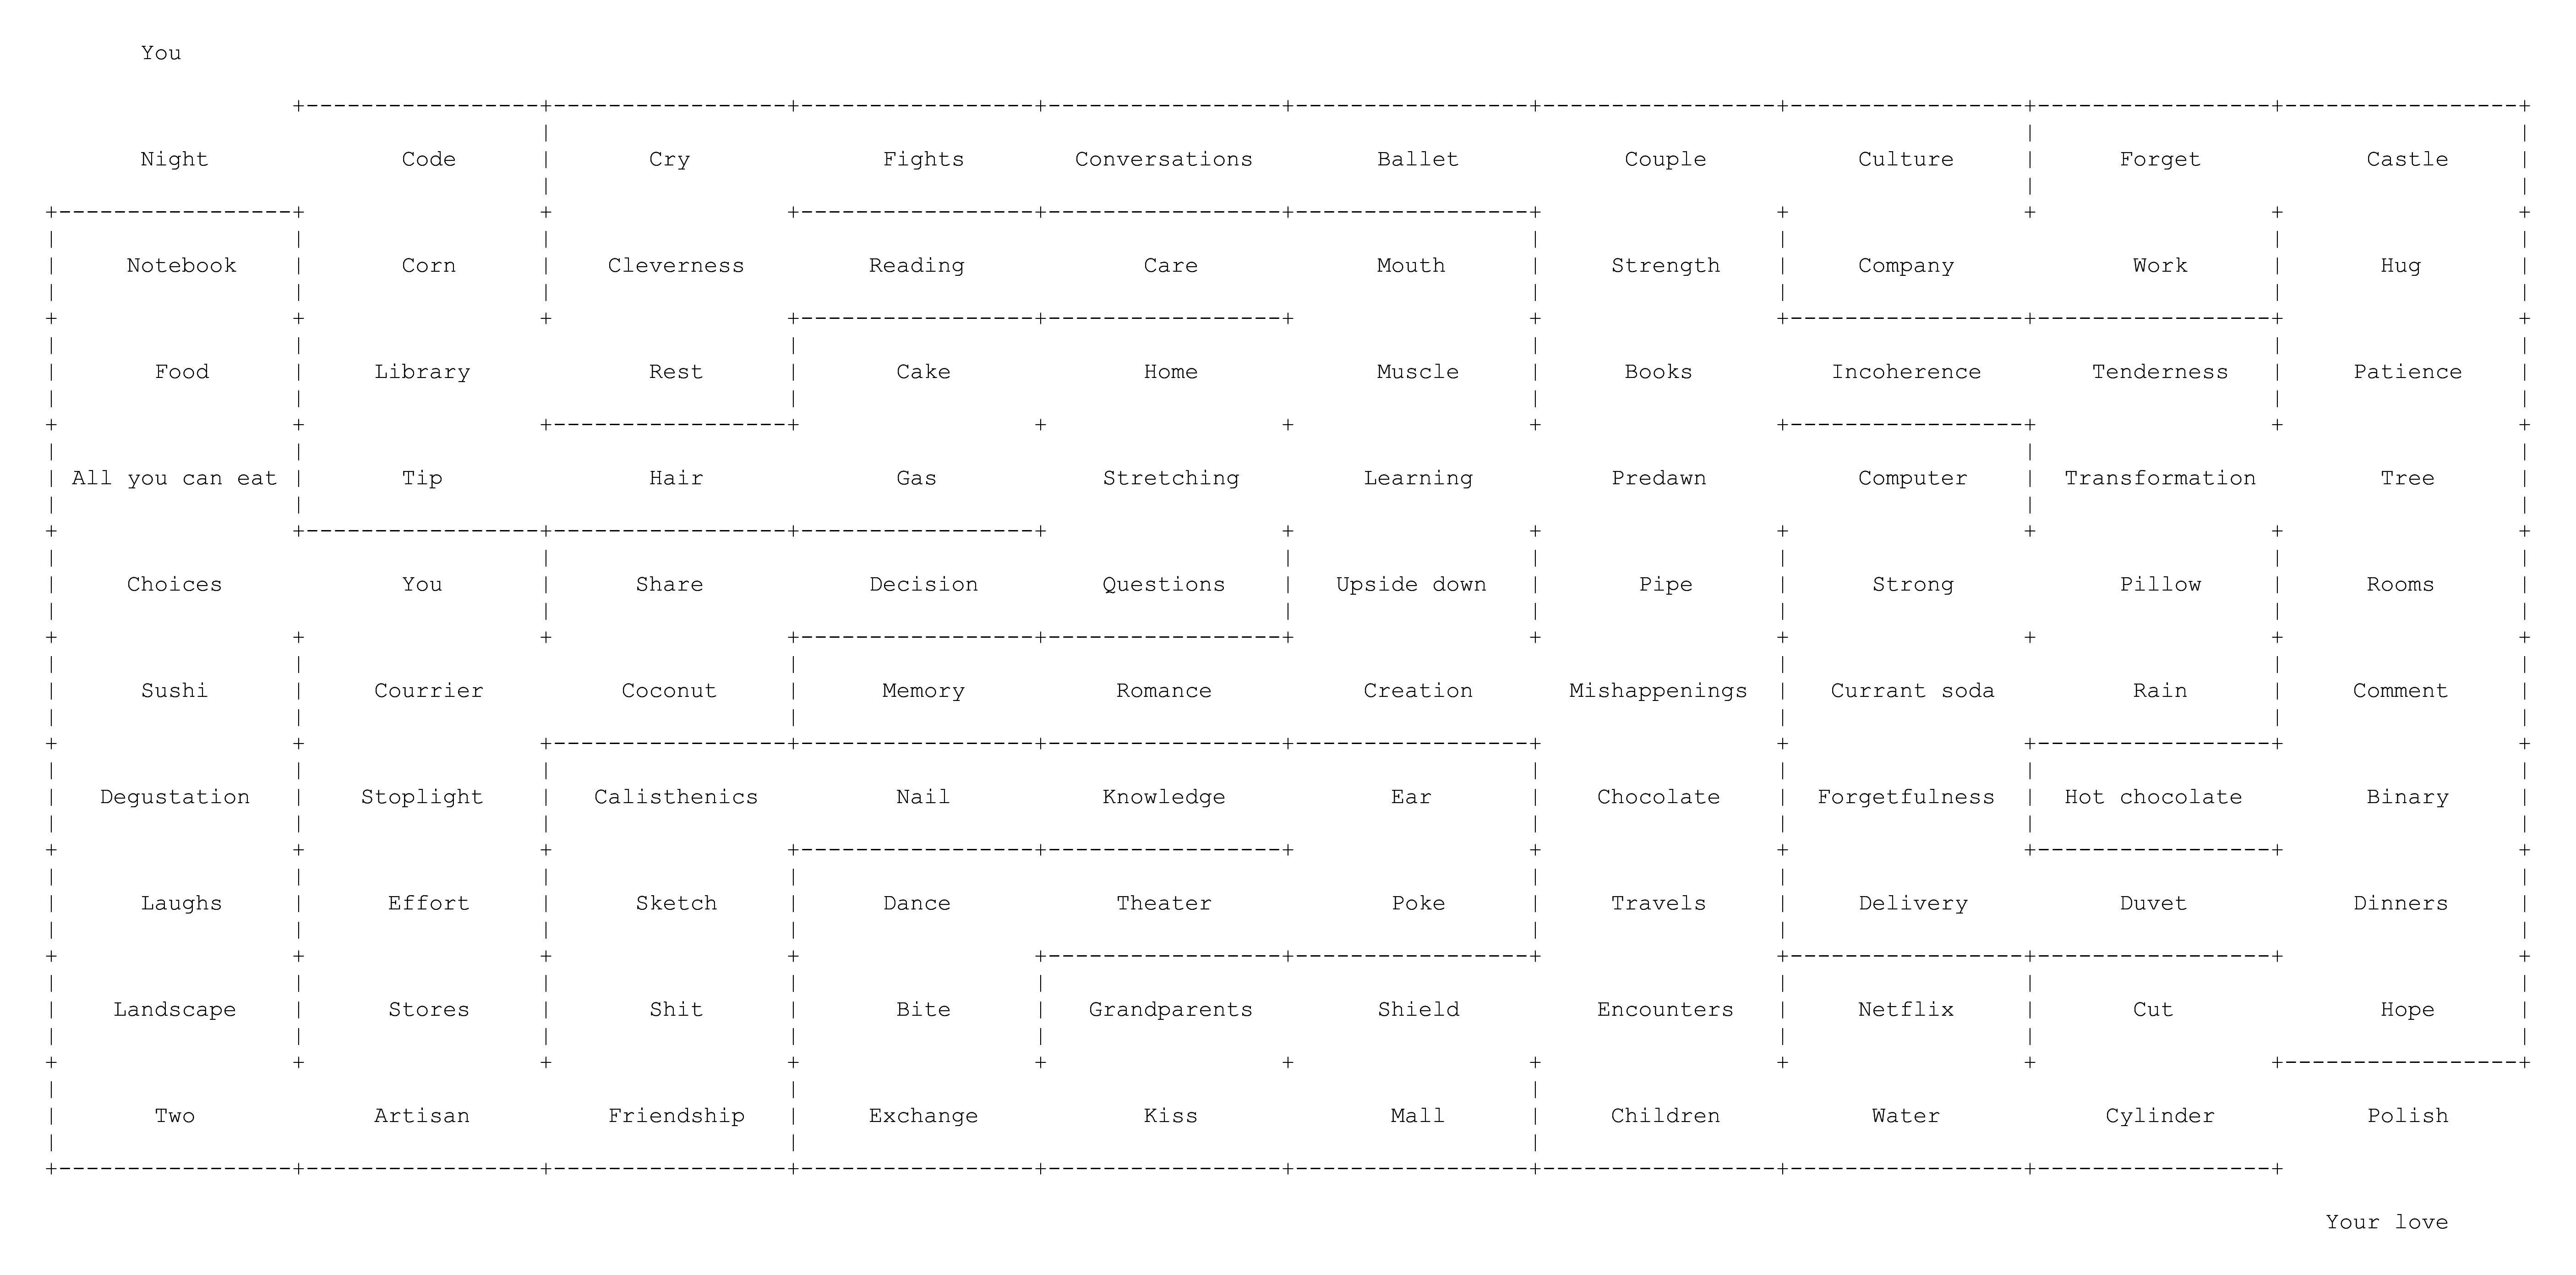 You
Night Code Cry Fights Conversations Ballet Couple Culture Forget Castle
Notebook Corn Cleverness Reading Care Mouth Strength Company Work Hug
Food Library Rest Cake Home Muscle Books Incoherence Tenderness Patience
All you can eat Tip Hair Gas Stretching Learning Predawn Computer Transformation Tree
Choices You Share Decision Questions Upside down Pipe Strong Pillow Rooms
Sushi Courrier Coconut Memory Romance Creation Mishappenings Currant soda Rain Comment
Degustation Stoplight Calisthenics Nail Knowledge Ear Chocolate Forgetfulness Hot chocolate Binary
Laughs Effort Sketch Dance Theater Poke Travels Delivery Duvet Dinners
Landscape Stores Shit Bite Grandparents Shield Encounters Netflix Cut Hope
Two Artisan Friendship Exchange Kiss Mall Children Water Cylinder Polish
Your love